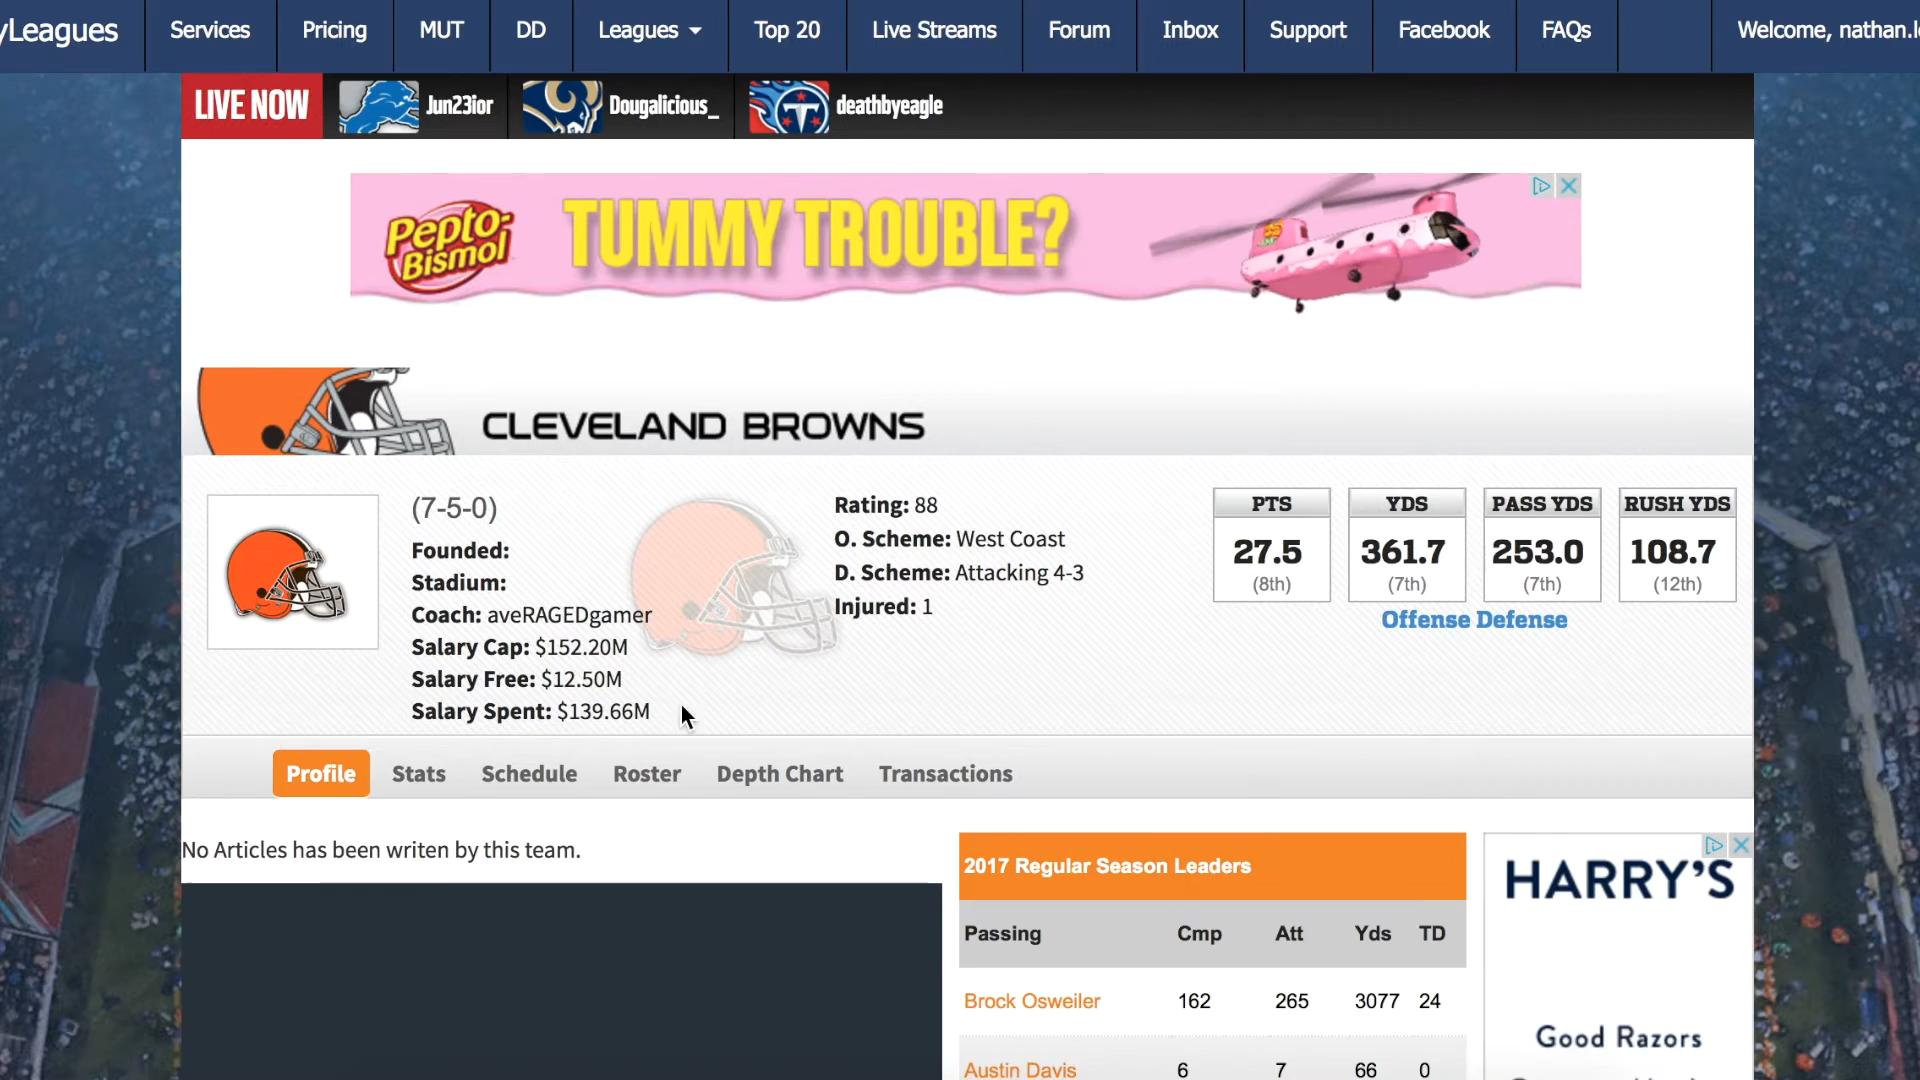 yLeagues Services Pricing MUT DD Leagues Top 20 Live Streams Forum Inbox Support Facebook FAQs Welcome, nathan.l
LIVE NOW Jun23ior Dougalicious_ deathbyeagle
Pepto-Bismol TUMMY TROUBLE?
CLEVELAND BROWNS
(7-5-0)
Founded:
Stadium:
Coach: aveRAGEDgamer
Salary Cap: $152.20M
Salary Free: $12.50M
Salary Spent: $139.66M
Rating: 88
O. Scheme: West Coast
D. Scheme: Attacking 4-3
Injured: 1
PTS YDS PASS YDS RUSH YDS
27.5 361.7 253.0 108.7
(8th) (7th) (7th) (12th)
Offense Defense
Profile Stats Schedule Roster Depth Chart Transactions
No Articles has been writen by this team.
2017 Regular Season Leaders
Passing Cmp Att Yds TD
Brock Osweiler 162 265 3077 24
Austin Davis 6 7 66 0
HARRY'S
Good Razors